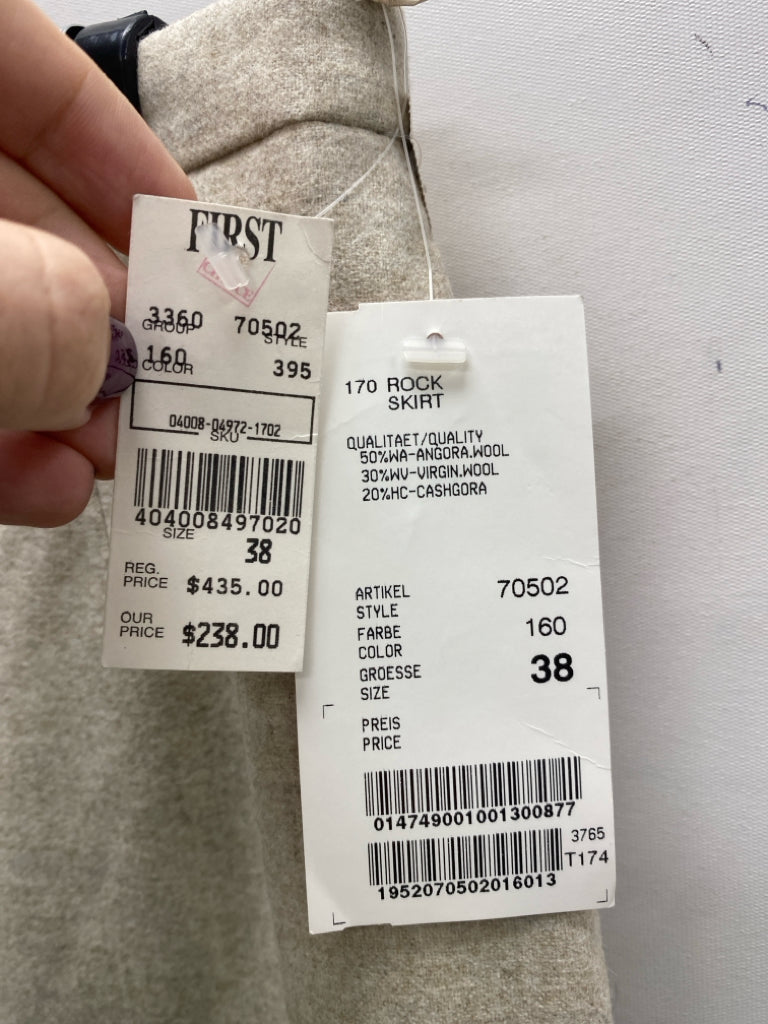 FIRST
3360 70502
GROUP STYLE
160 395
COLOR
04008-04972-1702
SKU
404008497020
SIZE
38
REG.
PRICE $435.00
OUR
PRICE $238.00
170 ROCK
SKIRT
QUALITAET/QUALITY
50%WA-ANGORA.WOOL
30%WV-VIRGIN.WOOL
20%HC-CASHGORA
ARTIKEL 70502
STYLE
FARBE 160
COLOR
GROESSE 38
SIZE
PREIS
PRICE
014749001001300877
3765
T174
1952070502016013